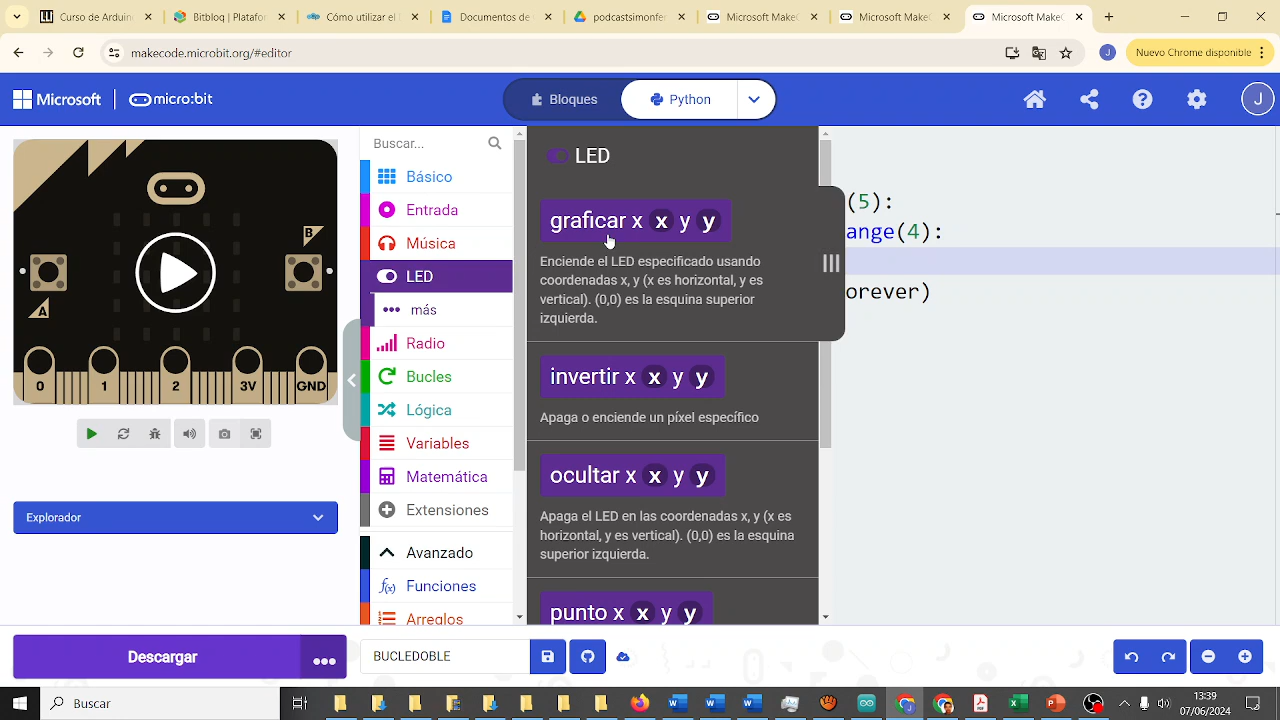 Bitbloq | Platafor
Cómo utilizar el
Documentos de
podcastsimofer
Microsoft Make
Microsoft Make
Microsoft Make
makecode.microbit.org/#editor
J
Nuevo Chrome disponible
Microsoft
micro:bit
Bloques
Python
J
Buscar...
LED
Básico
Entrada
Música
LED
más
Radio
Bucles
Lógica
Variables
Matemática
Extensiones
Avanzado
Funciones
Arreglos
graficar x x y y
Enciende el LED especificado usando
coordenadas x, y (x es horizontal, y es
vertical). (0,0) es la esquina superior
izquierda.
invertir x x y y
Apaga o enciende un píxel específico
ocultar x x y y
Apaga el LED en las coordenadas x, y (x es
horizontal, y es vertical). (0,0) es la esquina
superior izquierda.
punto x x y y
(5):
ange(4):
orever)
B
A
0 1 2 3V GND
Explorador
Descargar
BUCLEDOBLE
Buscar
13:39
07/06/2024